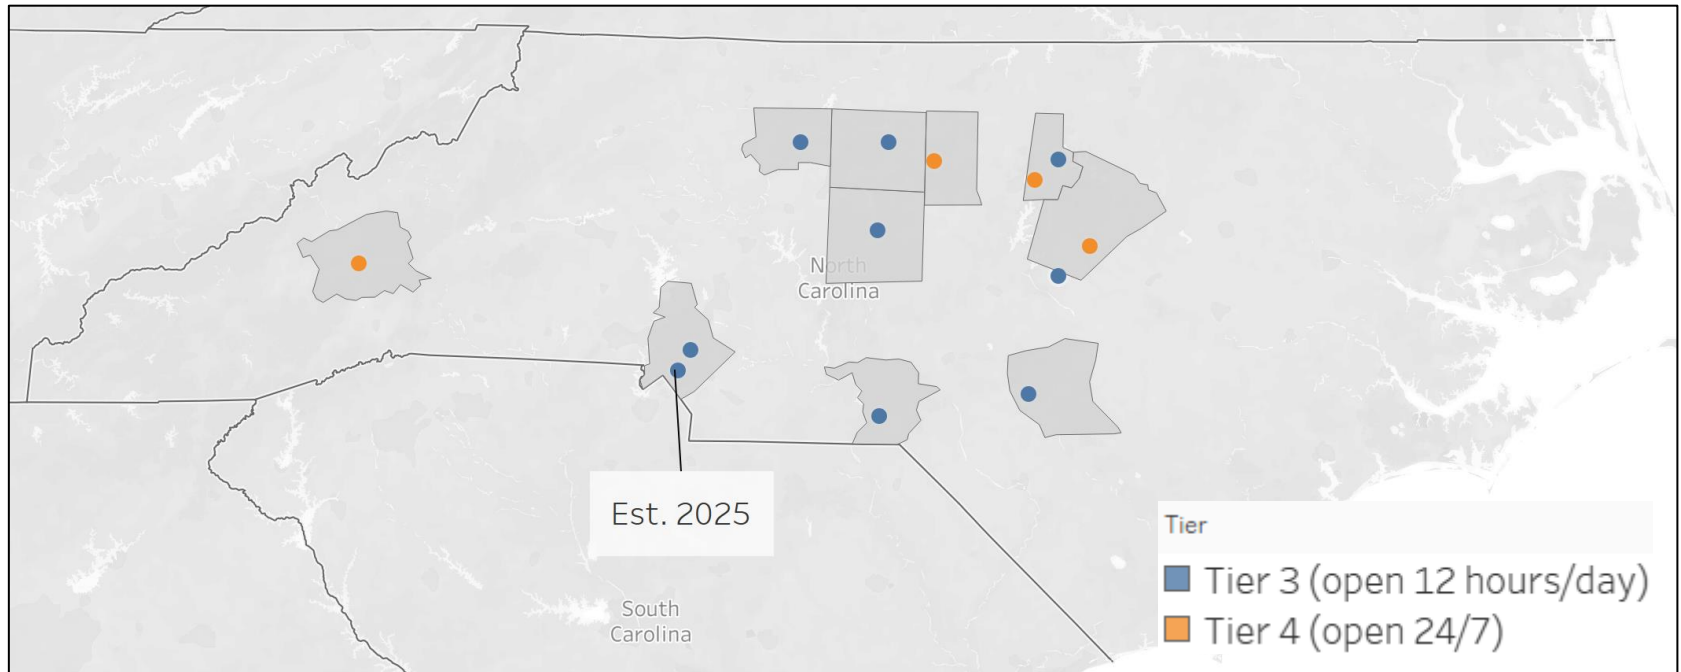 North
Carolina
Est. 2025
Tier
Tier 3 (open 12 hours/day)
Tier 4 (open 24/7)
South
Carolina